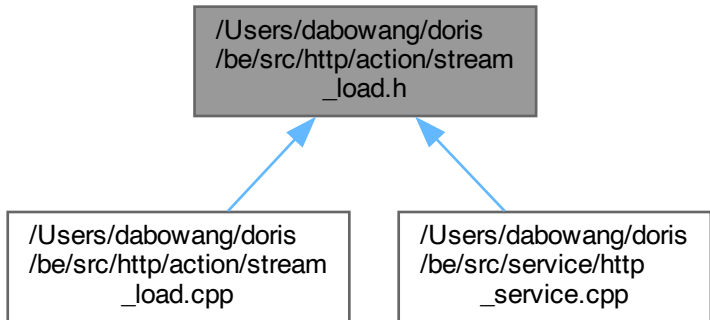 /Users/dabowang/doris
/be/src/http/action/stream
_load.h
/Users/dabowang/doris
/be/src/http/action/stream
_load.cpp
/Users/dabowang/doris
/be/src/service/http
_service.cpp